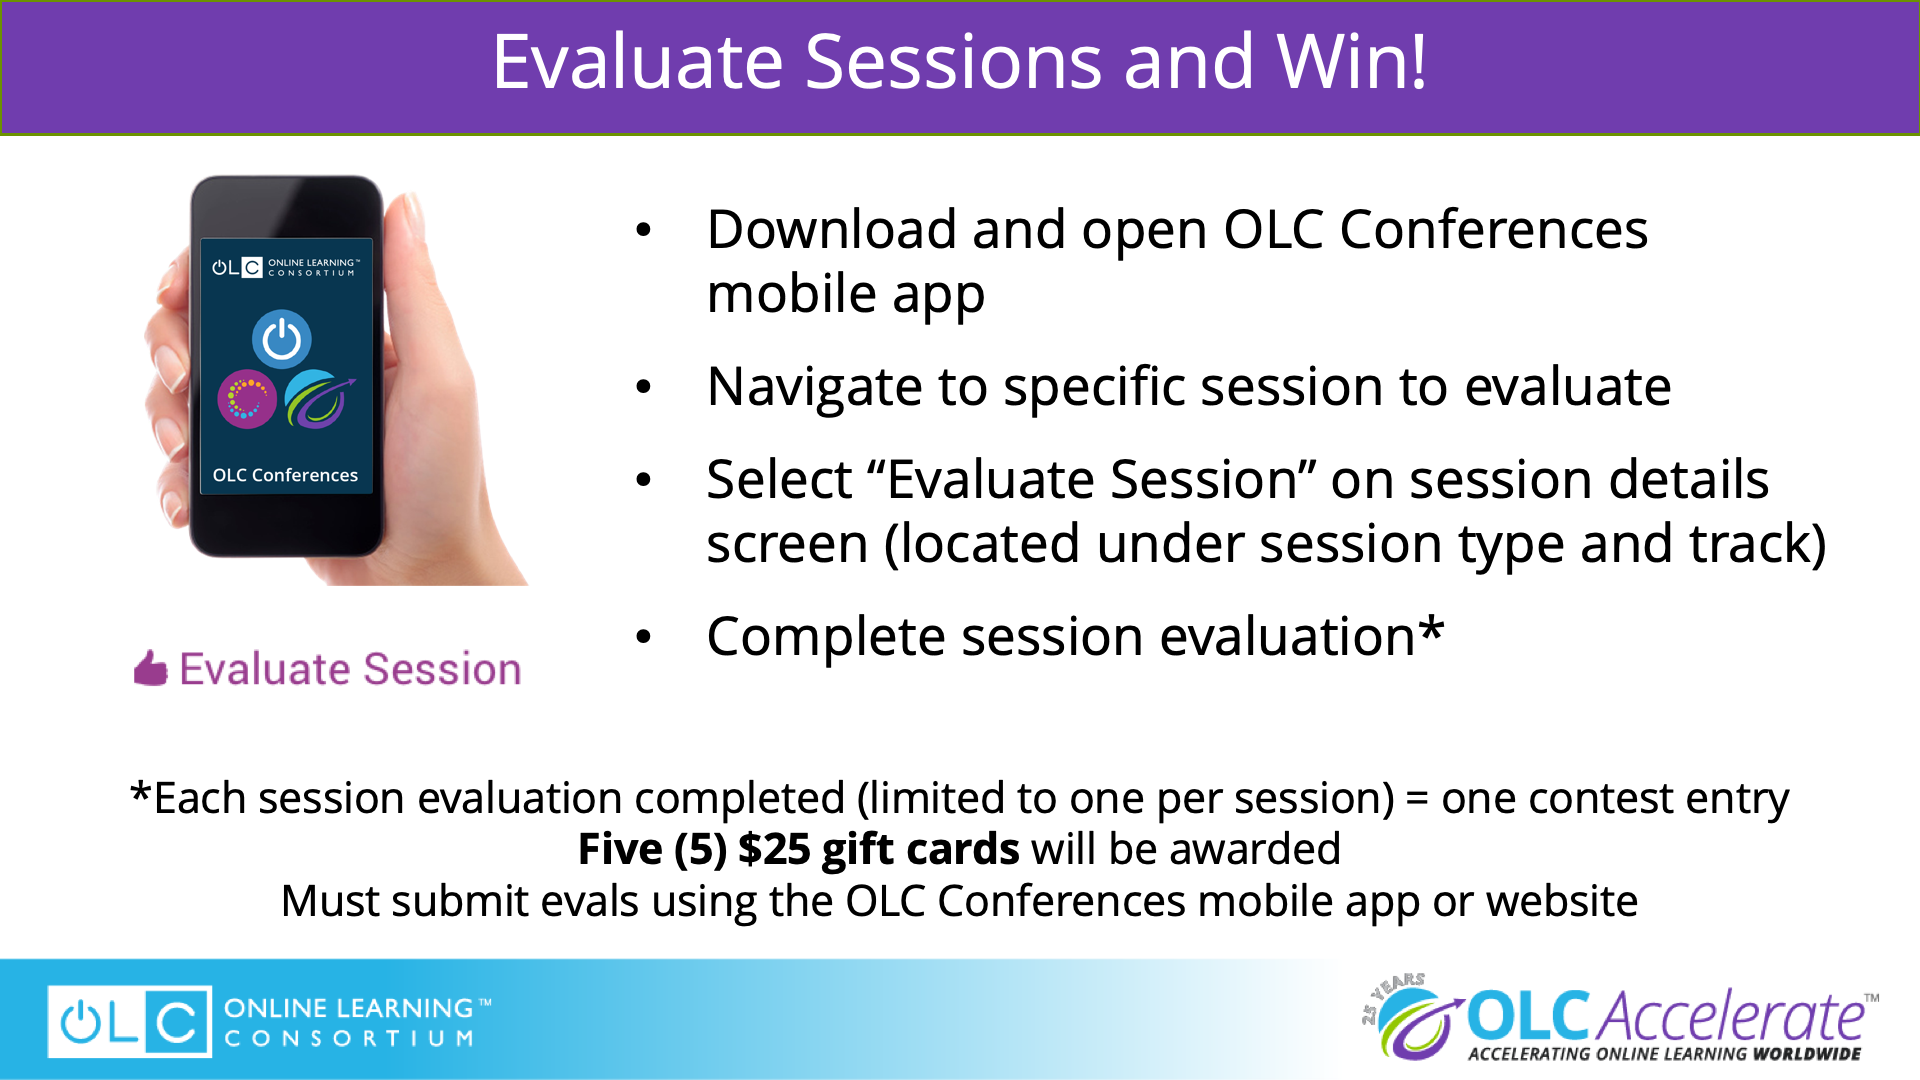 Evaluate Sessions and Win!
OLC ONLINE LEARNING™
CONSORTIUM
OLC Conferences
Evaluate Session
• Download and open OLC Conferences
mobile app
• Navigate to specific session to evaluate
• Select “Evaluate Session” on session details
screen (located under session type and track)
• Complete session evaluation*
*Each session evaluation completed (limited to one per session) = one contest entry
Five (5) $25 gift cards will be awarded
Must submit evals using the OLC Conferences mobile app or website
OLC ONLINE LEARNING™
CONSORTIUM
25 YEARS
OLC Accelerate™
ACCELERATING ONLINE LEARNING WORLDWIDE